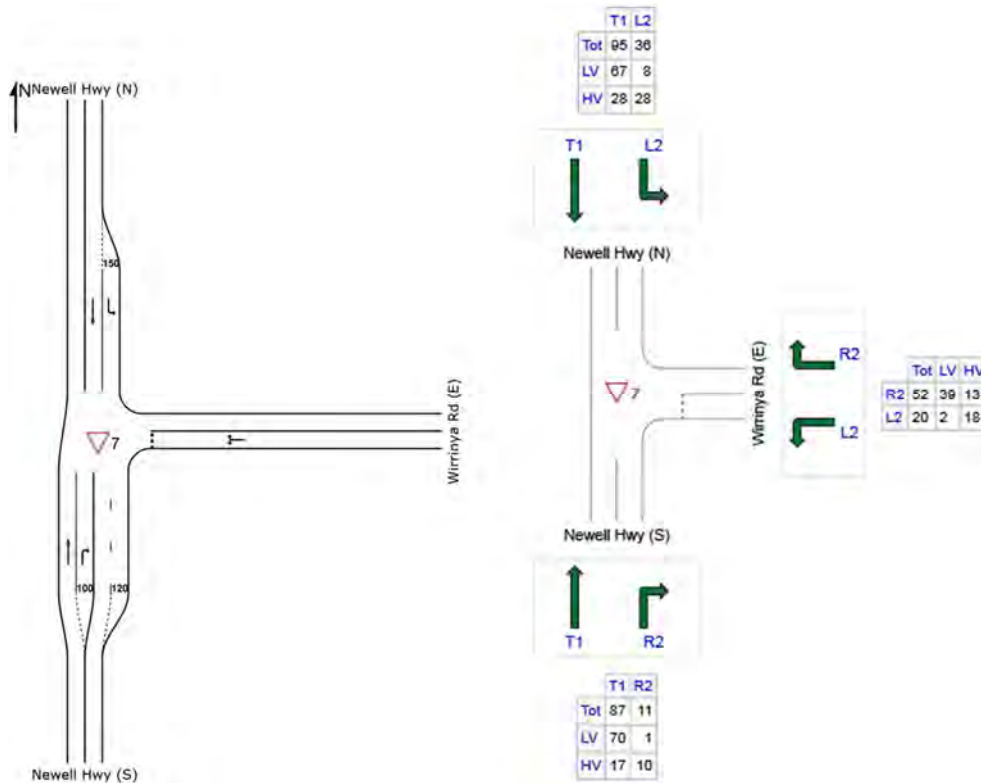 N Newell Hwy (N)
150
Wirrinya Rd (E)
7
100
120
Newell Hwy (S)
T1 L2
Tot 95 36
LV 67 8
HV 28 28
T1 L2
Newell Hwy (N)
Wirrinya Rd (E)
7
R2
L2
Tot LV HV
R2 52 39 13
L2 20 2 18
Newell Hwy (S)
T1 R2
T1 R2
Tot 87 11
LV 70 1
HV 17 10